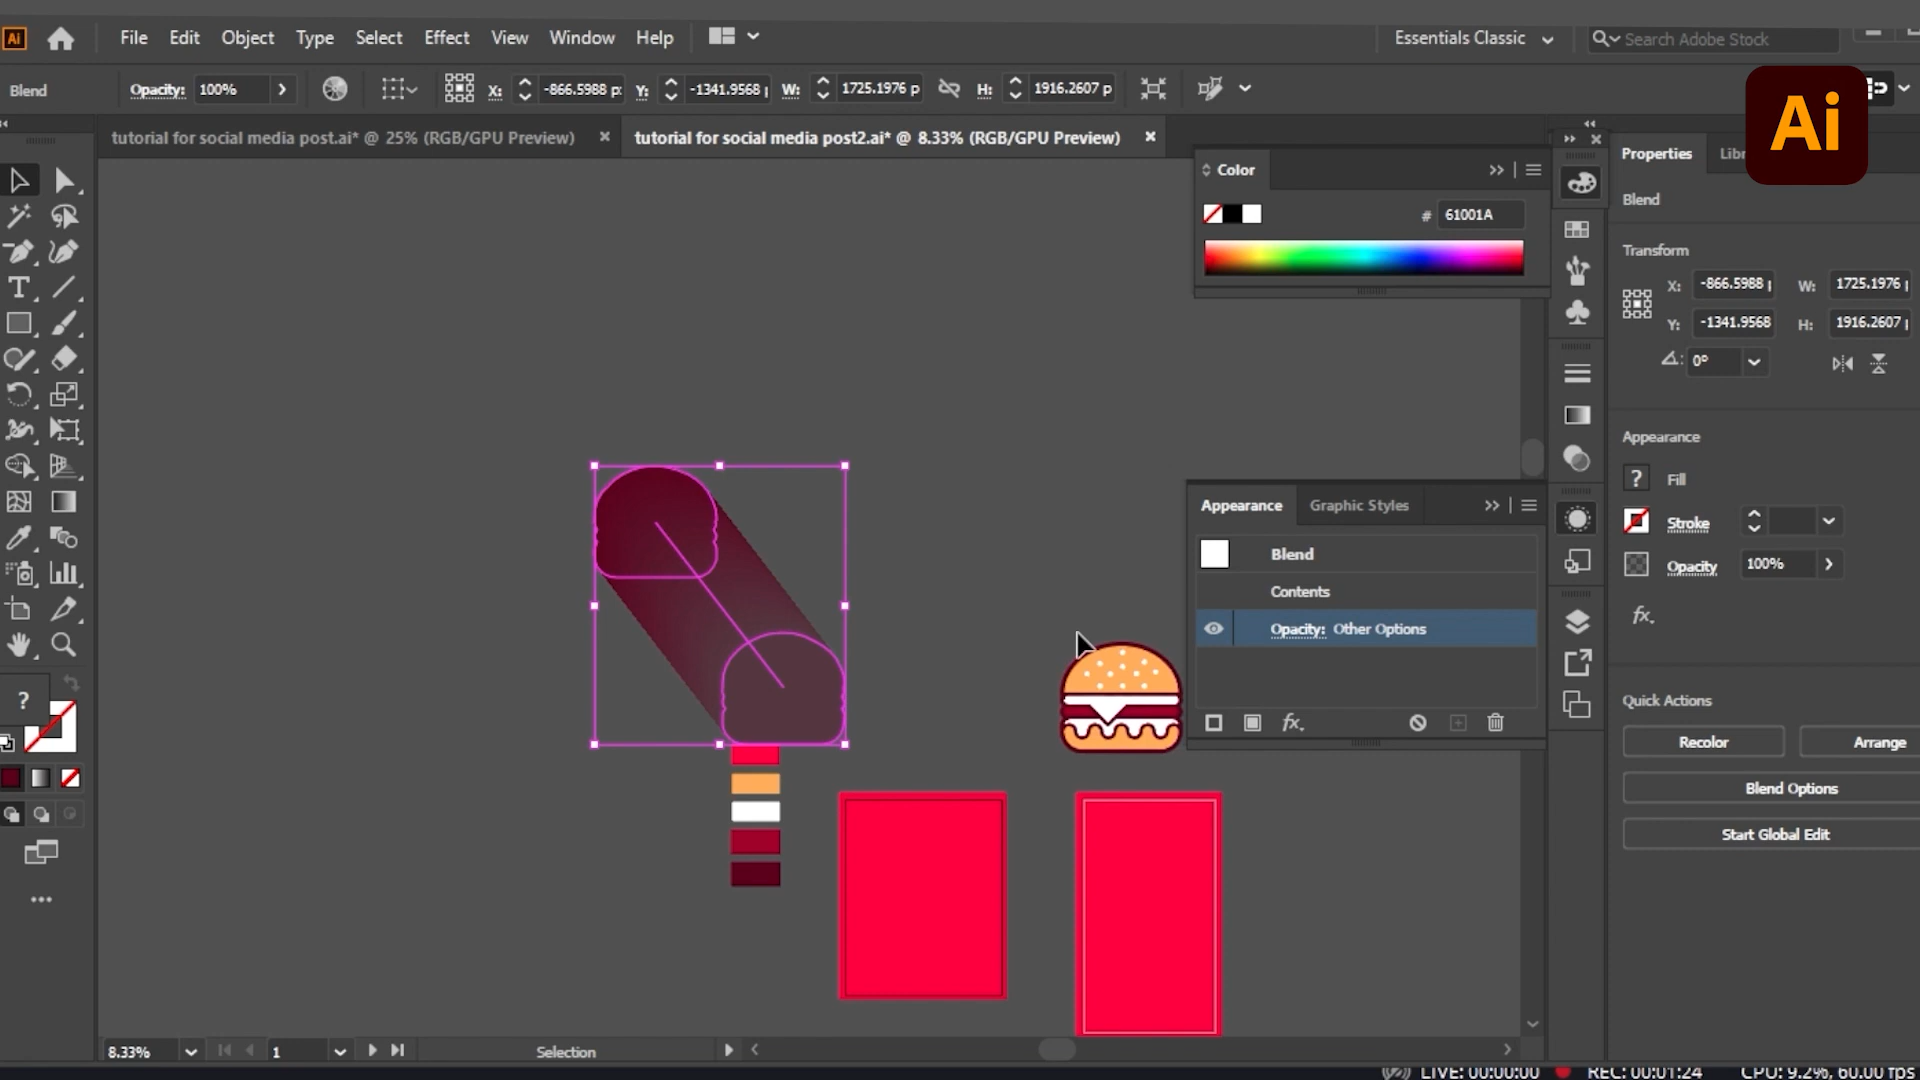 Ai
File Edit Object Type Select Effect View Window Help
Essentials Classic
Search Adobe Stock
Blend
Opacity: 100%
X: -866.5988 p
Y: -1341.9568
W: 1725.1976 p
H: 1916.2607 p
Ai
tutorial for social media post.ai* @ 25% (RGB/GPU Preview)
tutorial for social media post2.ai* @ 8.33% (RGB/GPU Preview)
Color
# 61001A
Properties
Blend
Transform
X: -866.5988
W: 1725.1976
Y: -1341.9568
H: 1916.2607
0°
Appearance
? Fill
Stroke
Opacity 100%
fx.
Quick Actions
Recolor
Arrange
Blend Options
Start Global Edit
Appearance
Graphic Styles
Blend
Contents
Opacity: Other Options
fx.
?
8.33%
1
Selection
LIVE: 00:00:00
REC: 00:01:24
CPU: 9.2%, 60.00 fps